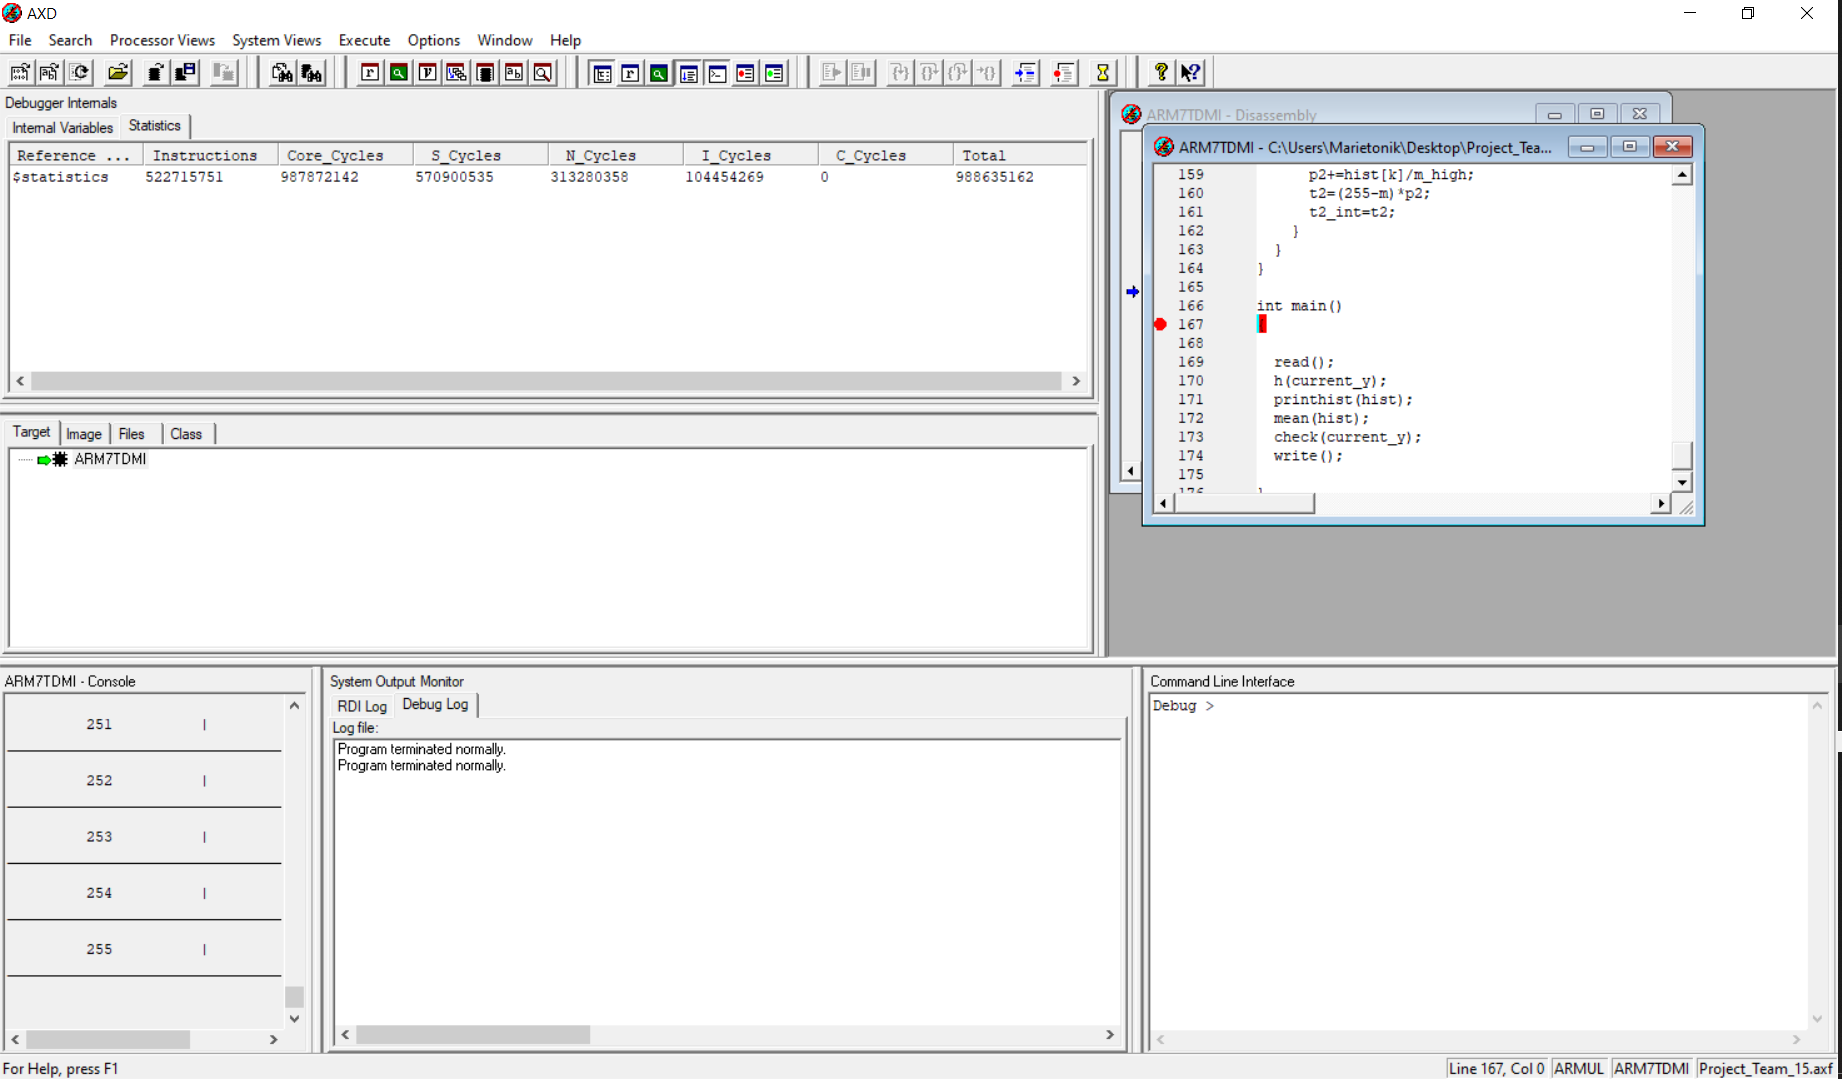 AXD
File Search Processor Views System Views Execute Options Window Help
Debugger Internals
Internal Variables Statistics
Reference ... Instructions Core_Cycles S_Cycles N_Cycles I_Cycles C_Cycles Total
$statistics 522715751 987872142 570900535 313280358 104454269 0 988635162
Target Image Files Class
ARM7TDMI
ARM7TDMI - Disassembly
ARM7TDMI - C:\Users\Marietonik\Desktop\Project_Tea...
159 p2+=hist[k]/m_high;
160 t2=(255-m)*p2;
161 t2_int=t2;
162 }
163 }
164 }
165
166 int main()
167 {
168
169 read();
170 h(current_y);
171 printhist(hist);
172 mean(hist);
173 check(current_y);
174 write();
175
176 }
ARM7TDMI - Console
251 |
252 |
253 |
254 |
255 |
System Output Monitor
RDI Log Debug Log
Log file:
Program terminated normally.
Program terminated normally.
Command Line Interface
Debug >
For Help, press F1
Line 167, Col 0 ARMUL ARM7TDMI Project_Team_15.axf